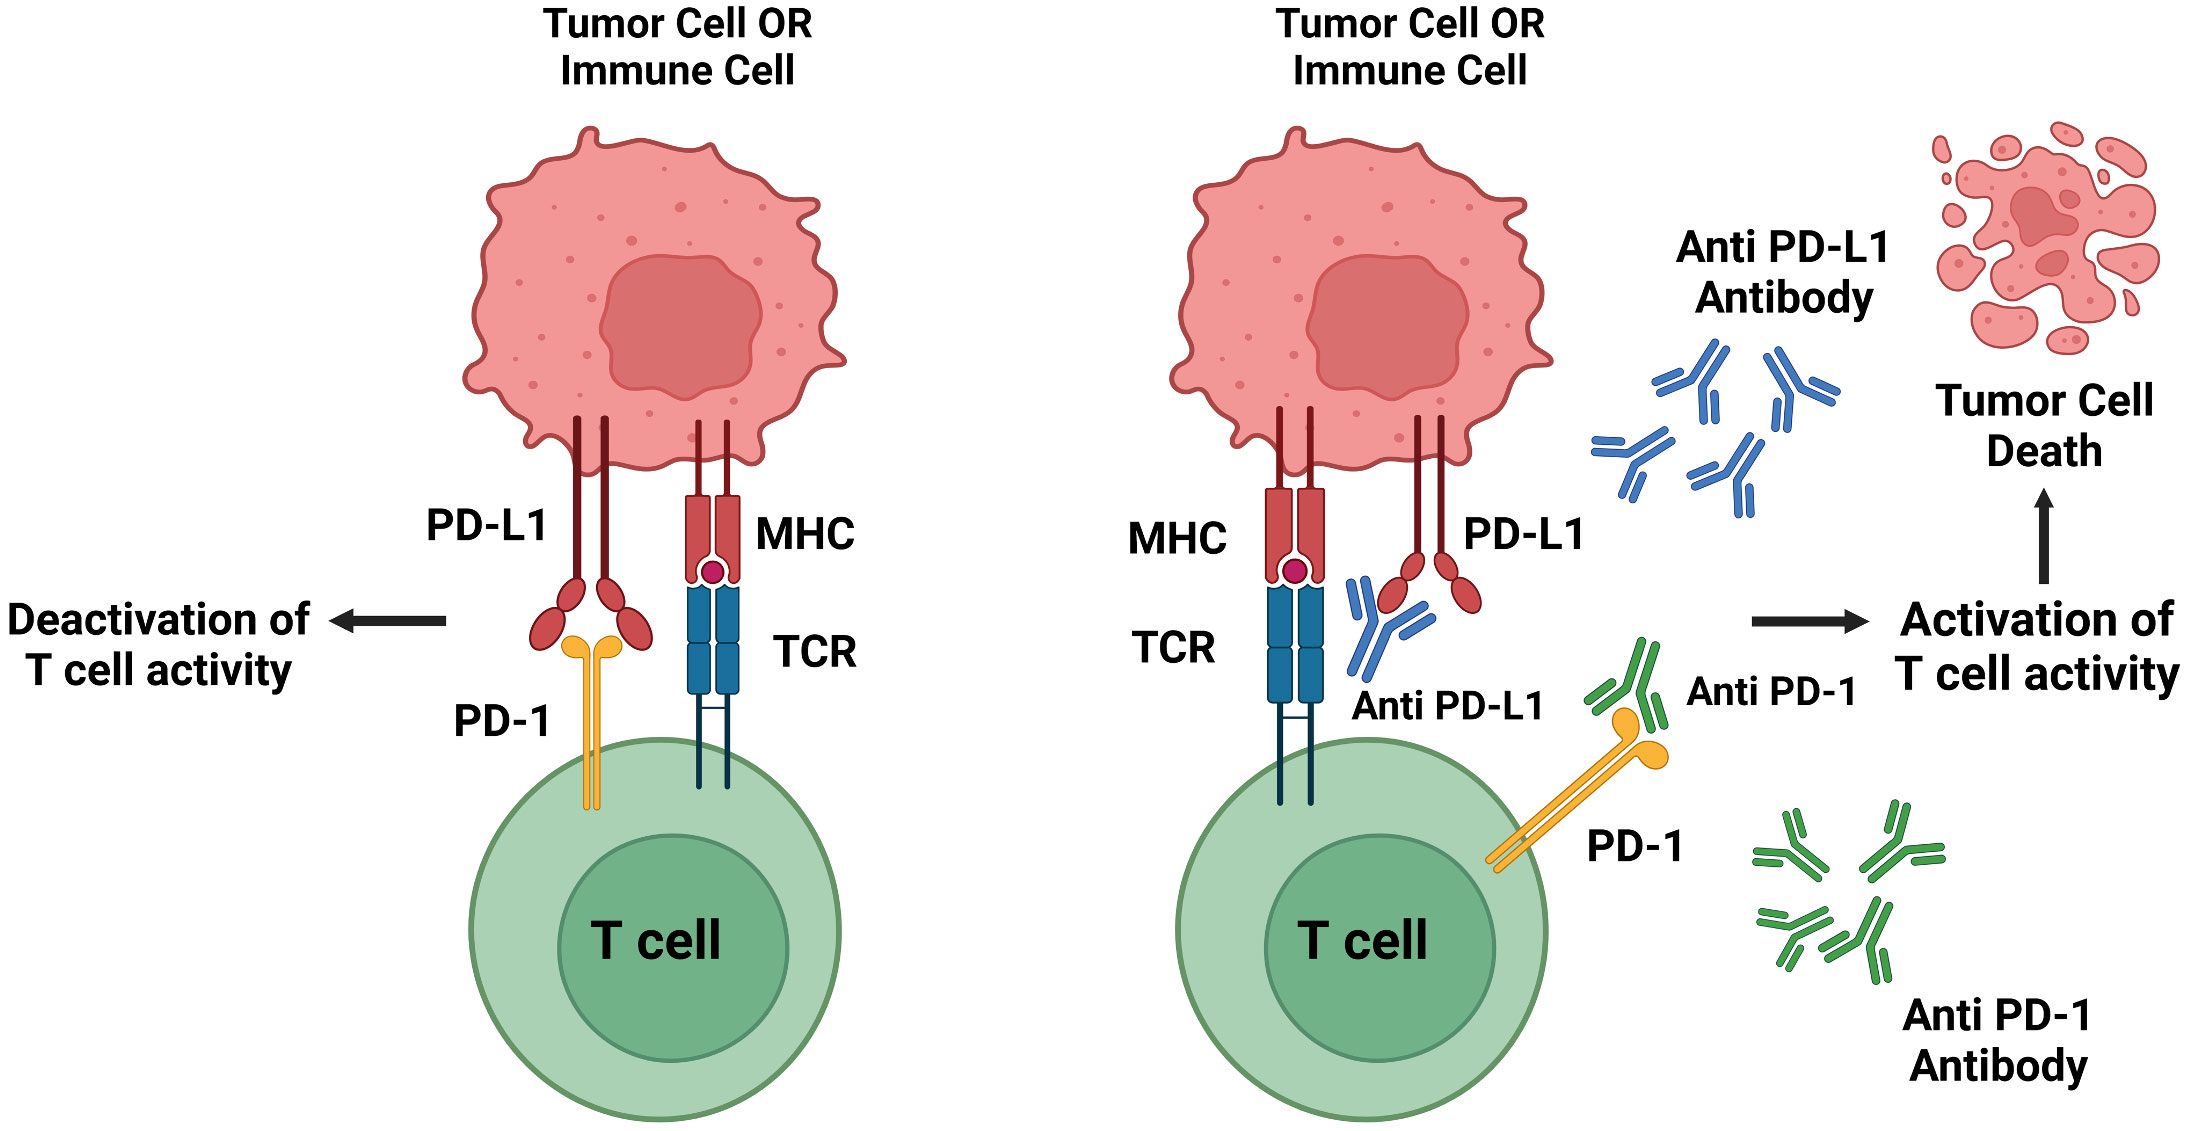 Tumor Cell OR
Immune Cell
PD-L1
MHC
Deactivation of
T cell activity
TCR
PD-1
T cell
Tumor Cell OR
Immune Cell
Anti PD-L1
Antibody
Tumor Cell
Death
MHC
PD-L1
TCR
Activation of
T cell activity
Anti PD-L1
Anti PD-1
PD-1
T cell
Anti PD-1
Antibody